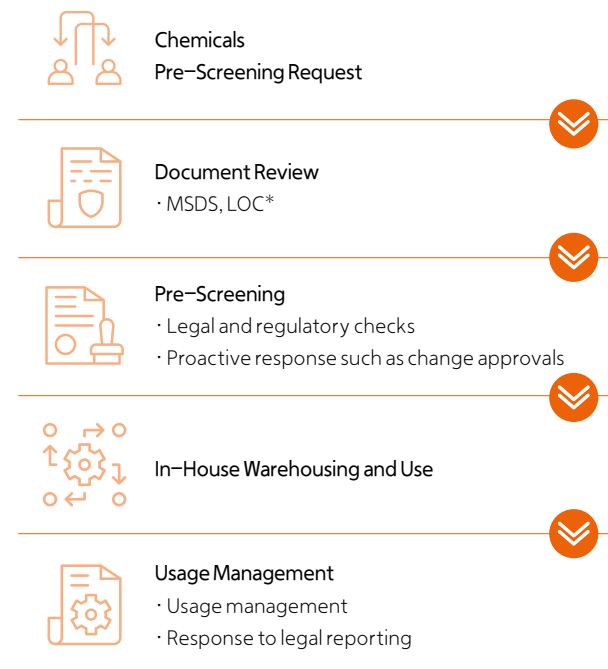 Chemicals
Pre-Screening Request
Document Review
· MSDS, LOC*
Pre-Screening
· Legal and regulatory checks
· Proactive response such as change approvals
In-House Warehousing and Use
Usage Management
· Usage management
· Response to legal reporting